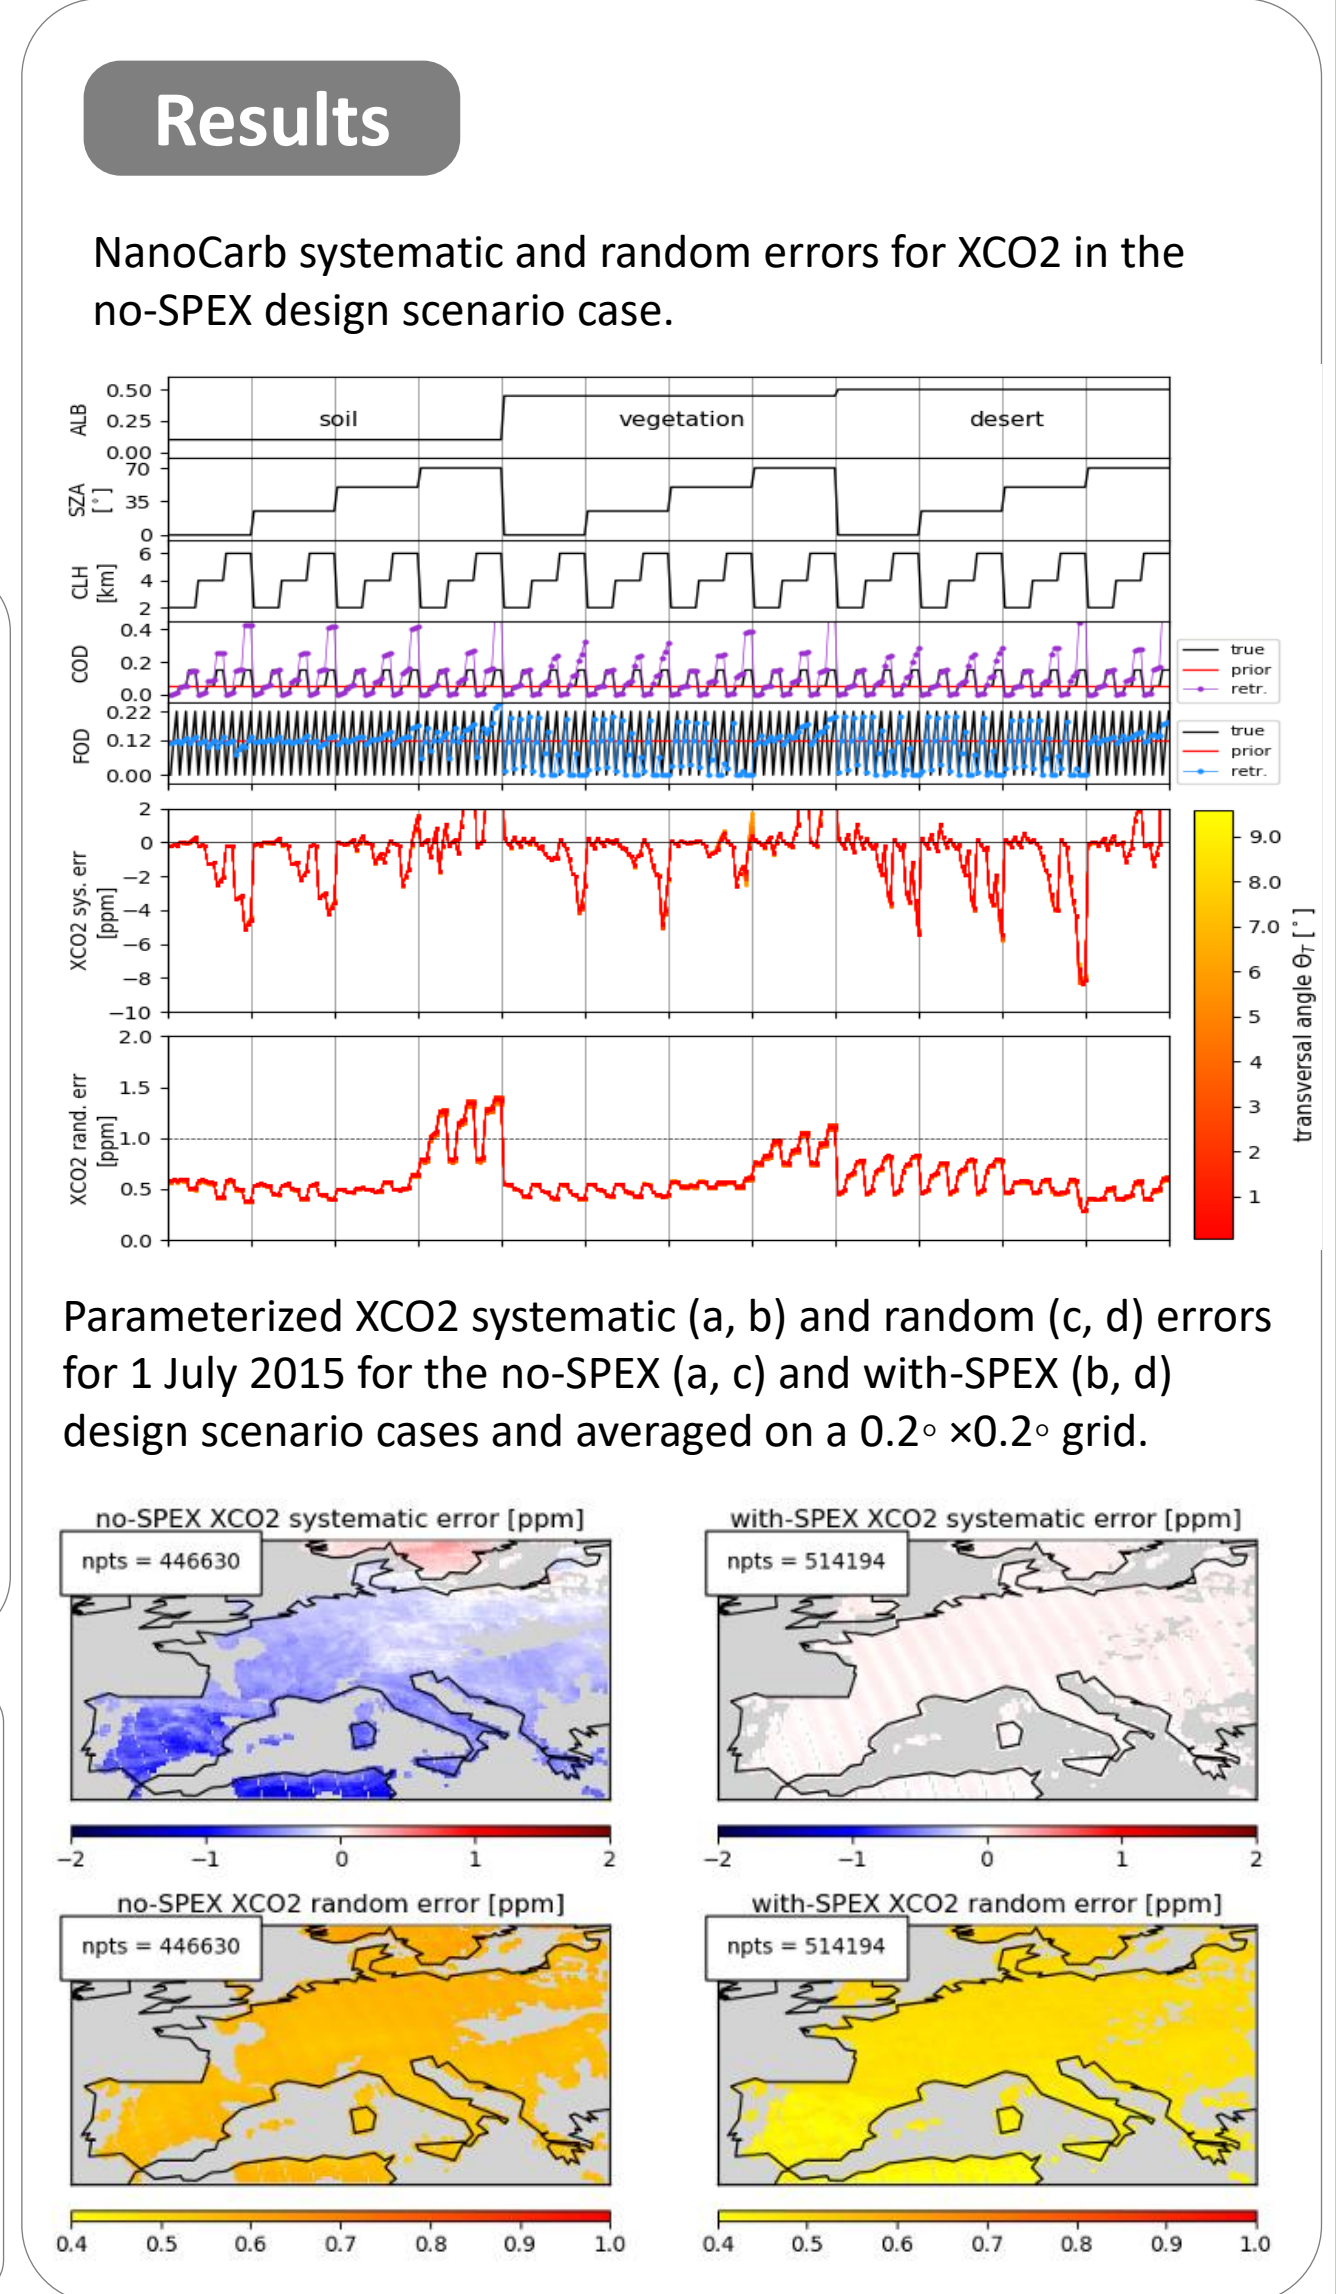 Results
NanoCarb systematic and random errors for XCO2 in the
no-SPEX design scenario case.
ALB
0.50
0.25
0.00
soil
vegetation
desert
SZA
[°]
70
35
0
CLH
[km]
6
4
2
COD
0.4
0.2
0.0
true
prior
retr.
FOD
0.22
0.12
0.00
true
prior
retr.
XCO2 sys. err
[ppm]
2
0
−2
−4
−6
−8
−10
XCO2 rand. err
[ppm]
2.0
1.5
1.0
0.5
0.0
9.0
8.0
7.0
6
5
4
3
2
1
transversal angle Θ_T [°]
Parameterized XCO2 systematic (a, b) and random (c, d) errors
for 1 July 2015 for the no-SPEX (a, c) and with-SPEX (b, d)
design scenario cases and averaged on a 0.2◦ ×0.2◦ grid.
no-SPEX XCO2 systematic error [ppm]
npts = 446630
−2 −1 0 1 2
with-SPEX XCO2 systematic error [ppm]
npts = 514194
−2 −1 0 1 2
no-SPEX XCO2 random error [ppm]
npts = 446630
0.4 0.5 0.6 0.7 0.8 0.9 1.0
with-SPEX XCO2 random error [ppm]
npts = 514194
0.4 0.5 0.6 0.7 0.8 0.9 1.0